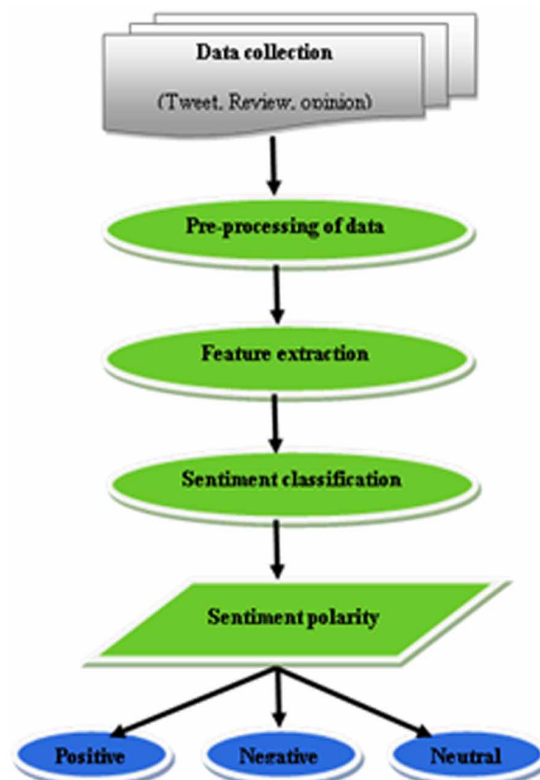 Data collection
(Tweet, Review, opinion)
Pre-processing of data
Feature extraction
Sentiment classification
Sentiment polarity
Positive
Negative
Neutral